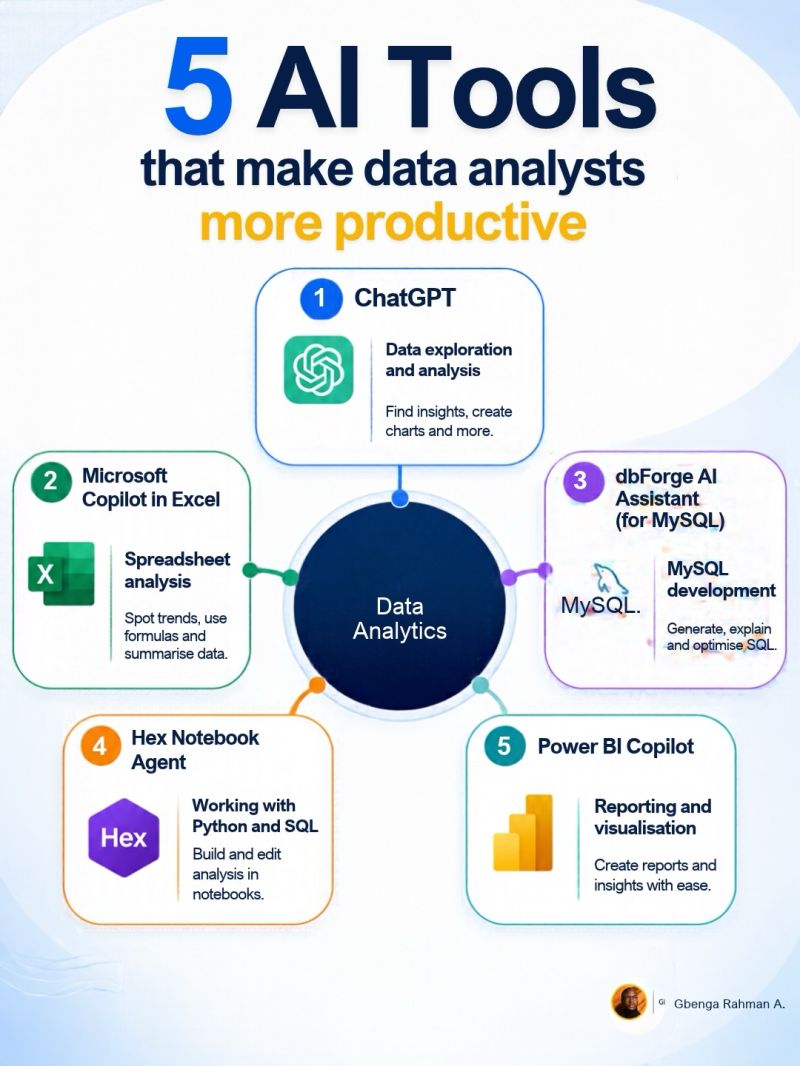 5 AI Tools
that make data analysts
more productive
1 ChatGPT
Data exploration
and analysis
Find insights, create
charts and more.
2 Microsoft
Copilot in Excel
X
Spreadsheet
analysis
Spot trends, use
formulas and
summarise data.
3 dbForge AI
Assistant
(for MySQL)
MySQL.
MySQL
development
Generate, explain
and optimise SQL.
Data
Analytics
4 Hex Notebook
Agent
Hex
Working with
Python and SQL
Build and edit
analysis in
notebooks.
5 Power BI Copilot
Reporting and
visualisation
Create reports and
insights with ease.
Gbenga Rahman A.